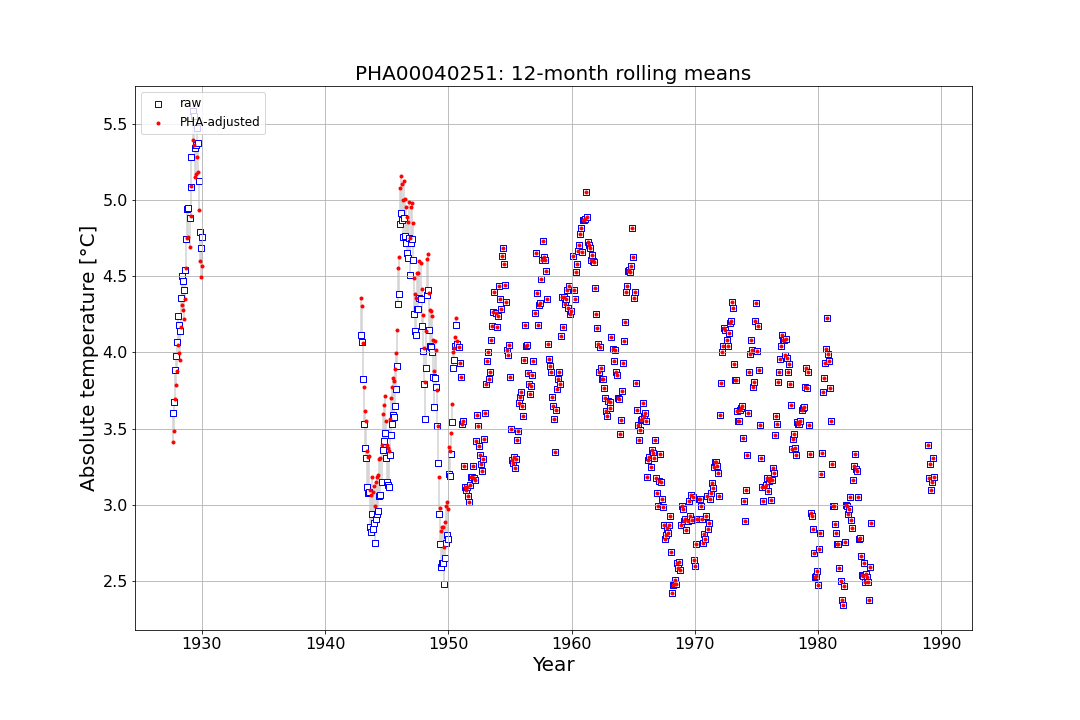 PHA00040251: 12-month rolling means
raw
PHA-adjusted
Absolute temperature [°C]
5.5
5.0
4.5
4.0
3.5
3.0
2.5
1930
1940
1950
1960
1970
1980
1990
Year